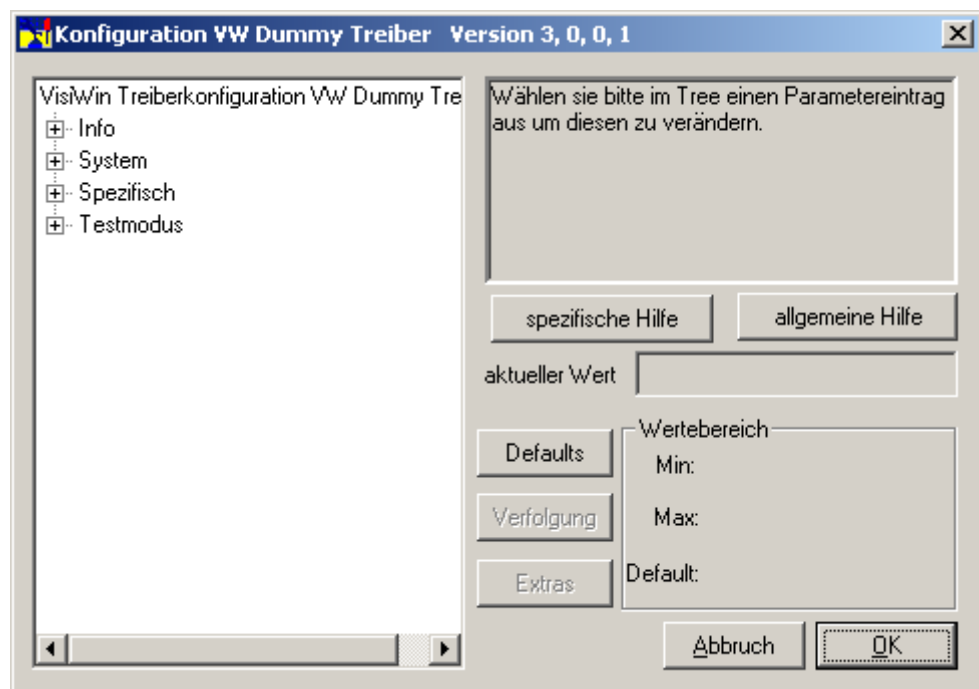 Konfiguration VW Dummy Treiber Version 3, 0, 0, 1
VisiWin Treiberkonfiguration VW Dummy Tre
Info
System
Spezifisch
Testmodus
Wählen sie bitte im Tree einen Parametereintrag
aus um diesen zu verändern.
spezifische Hilfe
allgemeine Hilfe
aktueller Wert
Defaults
Verfolgung
Extras
Wertebereich
Min:
Max:
Default:
Abbruch
OK